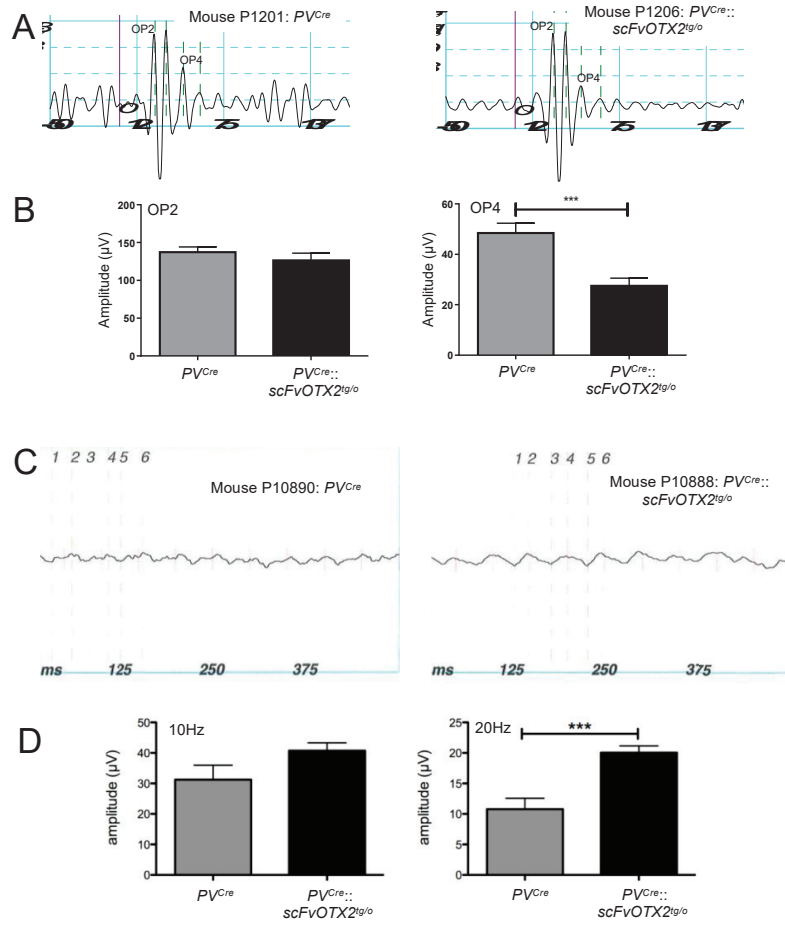 A
Mouse P1201: PVCre
OP2
OP4
0
Mouse P1206: PVCre::
scFvOTX2tg/o
OP2
OP4
0
B
OP2
Amplitude (µV)
200
150
100
50
0
PVCre
PVCre::
scFvOTX2tg/o
OP4
***
Amplitude (µV)
60
40
20
0
PVCre
PVCre::
scFvOTX2tg/o
C
1 2 3 4 5 6
Mouse P10890: PVCre
ms 125 250 375
1 2 3 4 5 6
Mouse P10888: PVCre::
scFvOTX2tg/o
ms 125 250 375
D
10Hz
amplitude (µV)
50
40
30
20
10
0
PVCre
PVCre::
scFvOTX2tg/o
20Hz
***
amplitude (µV)
25
20
15
10
5
0
PVCre
PVCre::
scFvOTX2tg/o